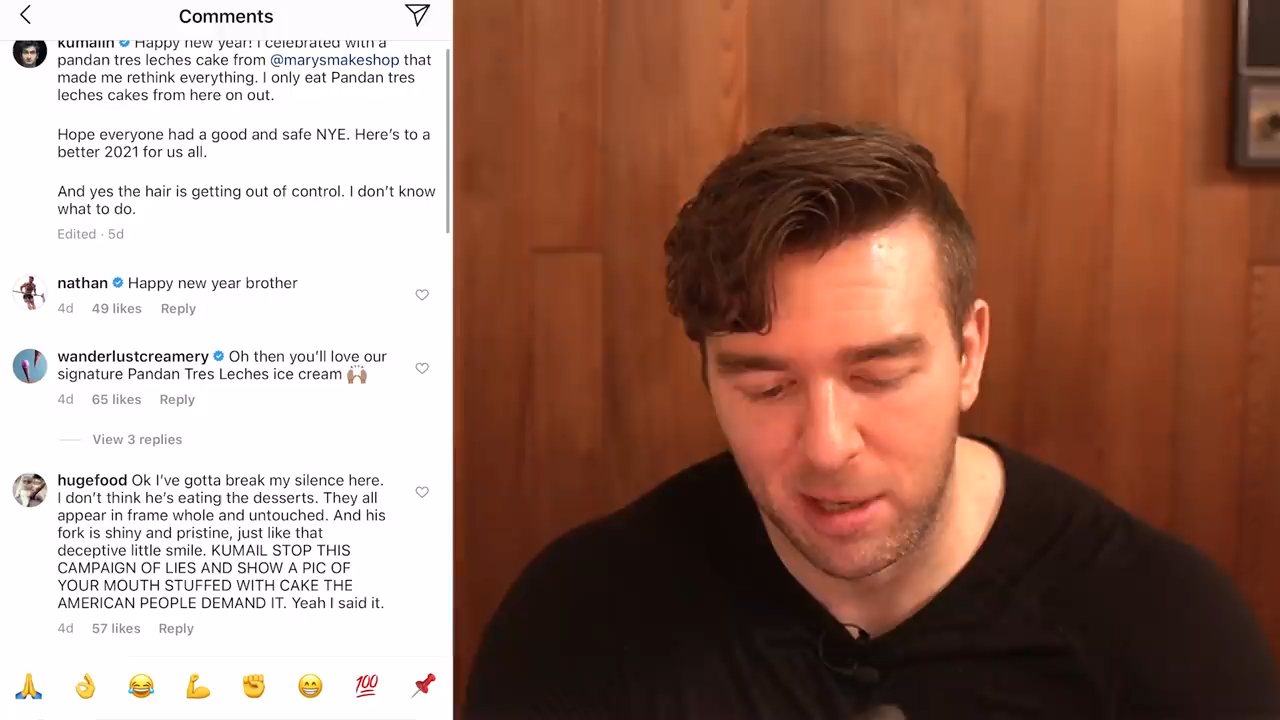 Comments
kumailn Happy new year! I celebrated with a
pandan tres leches cake from @marysmakeshop that
made me rethink everything. I only eat Pandan tres
leches cakes from here on out.
Hope everyone had a good and safe NYE. Here's to a
better 2021 for us all.
And yes the hair is getting out of control. I don't know
what to do.
Edited · 5d
nathan Happy new year brother
4d 49 likes Reply
wanderlustcreamery Oh then you'll love our
signature Pandan Tres Leches ice cream 🙌🏽
4d 65 likes Reply
View 3 replies
hugefood Ok I've gotta break my silence here.
I don't think he's eating the desserts. They all
appear in frame whole and untouched. And his
fork is shiny and pristine, just like that
deceptive little smile. KUMAIL STOP THIS
CAMPAIGN OF LIES AND SHOW A PIC OF
YOUR MOUTH STUFFED WITH CAKE THE
AMERICAN PEOPLE DEMAND IT. Yeah I said it.
4d 57 likes Reply
🙏 👌 😂 💪 ✊ 😁 💯 📌